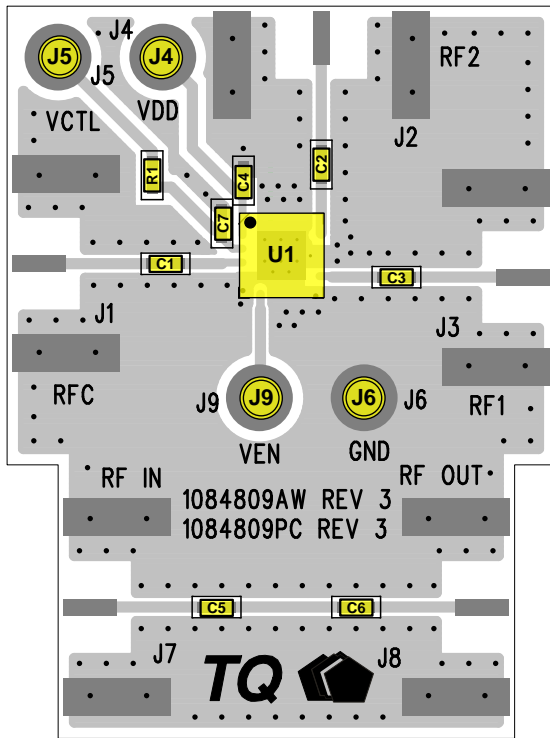 J5
J4
J4
J5
VCTL
VDD
RF2
J2
R1
C4
C2
C7
U1
C1
C3
J1
J3
RFC
RF1
J9
J9
J6
J6
VEN
GND
RF IN
RF OUT
1084809AW REV 3
1084809PC REV 3
C5
C6
J7
J8
TQ